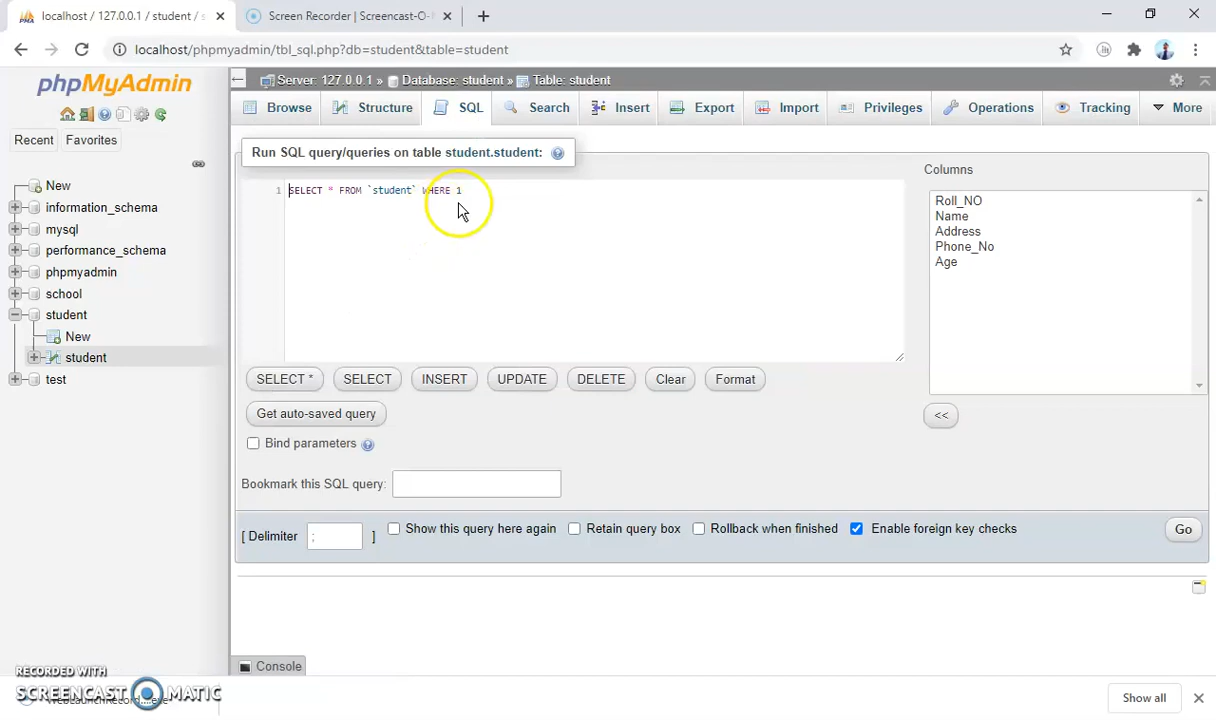 localhost / 127.0.0.1 / student / s
Screen Recorder | Screencast-O-
localhost/phpmyadmin/tbl_sql.php?db=student&table=student
phpMyAdmin
Recent
Favorites
New
information_schema
mysql
performance_schema
phpmyadmin
school
student
New
student
test
Server: 127.0.0.1 » Database: student » Table: student
Browse
Structure
SQL
Search
Insert
Export
Import
Privileges
Operations
Tracking
More
Run SQL query/queries on table student.student:
1 SELECT * FROM `student` WHERE 1
Columns
Roll_NO
Name
Address
Phone_No
Age
<<
SELECT *
SELECT
INSERT
UPDATE
DELETE
Clear
Format
Get auto-saved query
Bind parameters
Bookmark this SQL query:
[ Delimiter ; ]
Show this query here again
Retain query box
Rollback when finished
Enable foreign key checks
Go
Console
RECORDED WITH
SCREENCAST MATIC
Show all